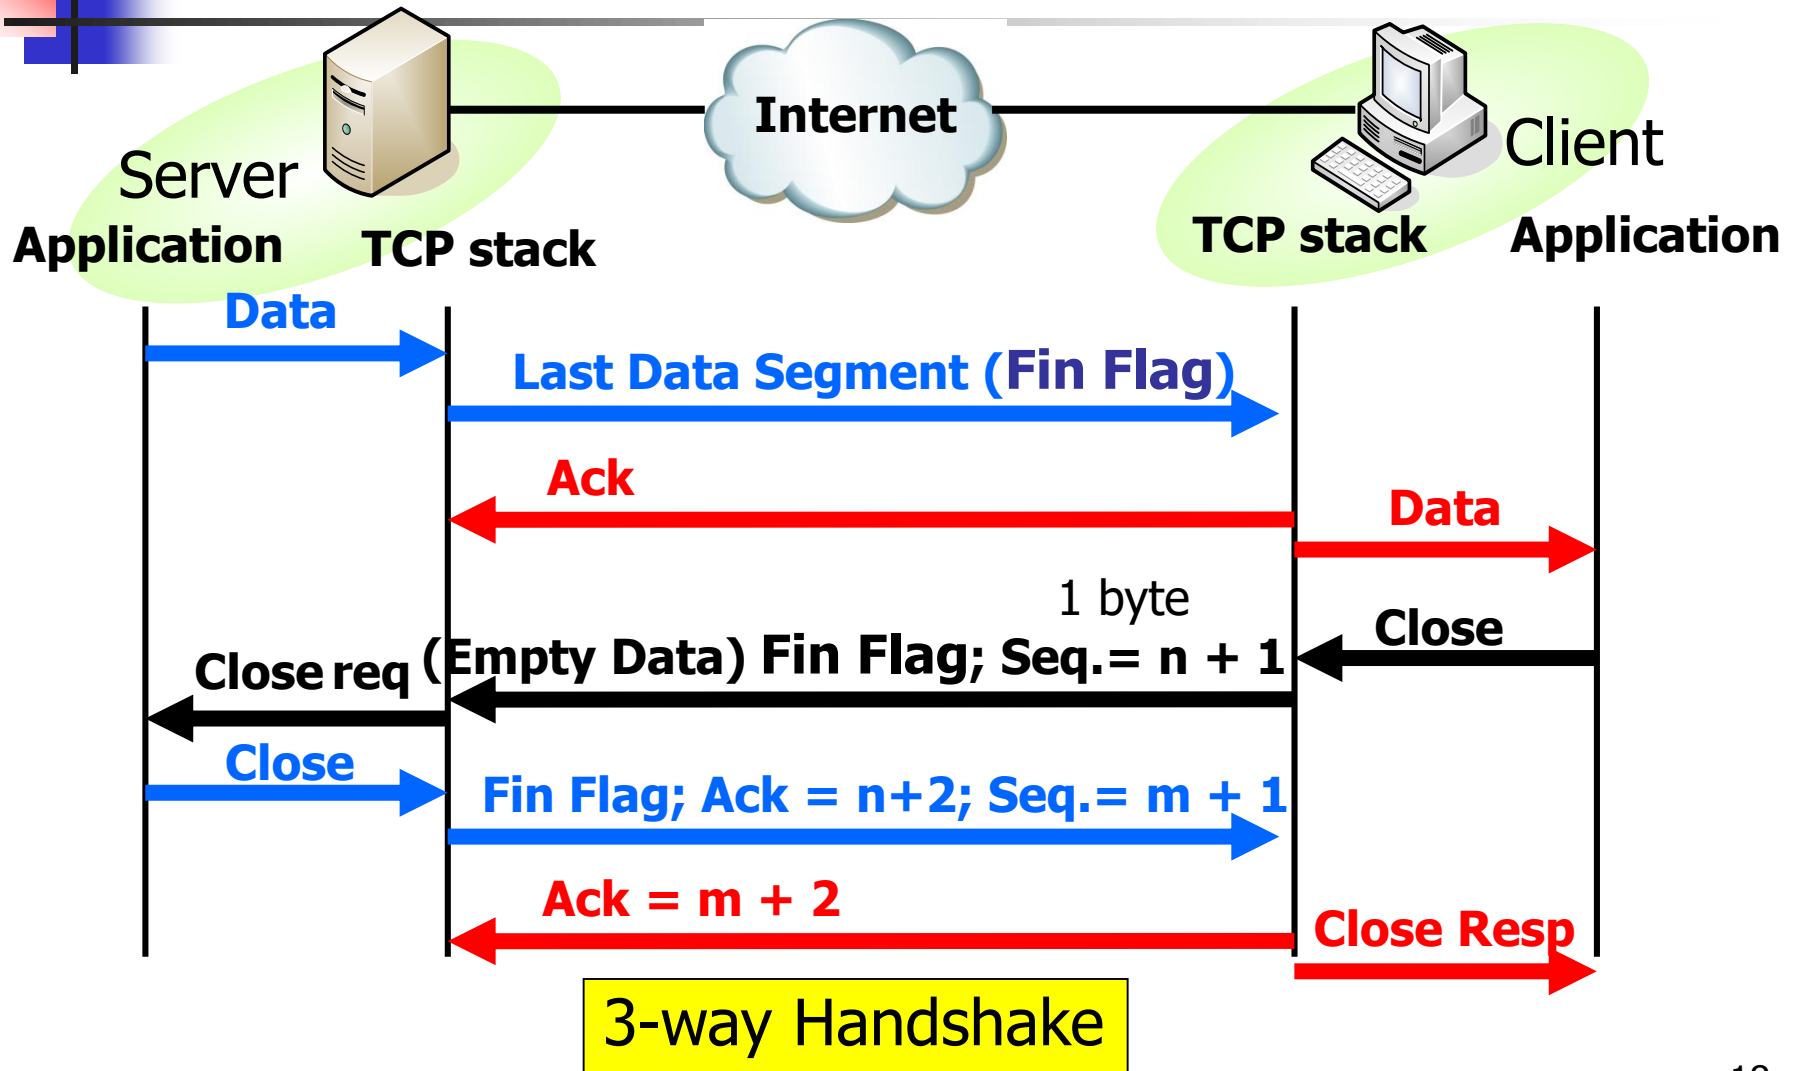 Internet
Server
Client
Application
TCP stack
TCP stack
Application
Data
Last Data Segment (Fin Flag)
Ack
Data
1 byte
Close
(Empty Data) Fin Flag; Seq.= n + 1
Close req
Close
Fin Flag; Ack = n+2; Seq.= m + 1
Ack = m + 2
Close Resp
3-way Handshake